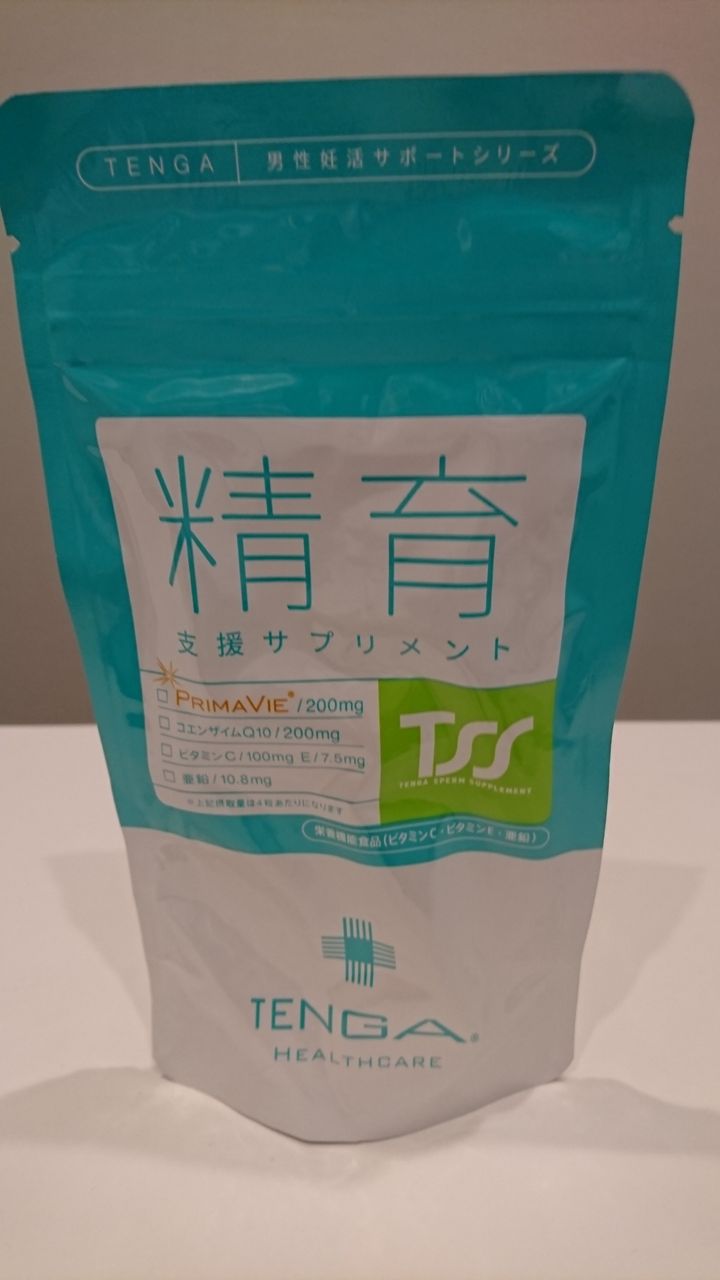 TENGA 男性妊活サポートシリーズ
精育
支援サプリメント
PRIMAVIE® / 200mg
コエンザイムQ10 / 200mg
ビタミンC / 100mg E / 7.5mg
亜鉛 / 10.8mg
※上記摂取量は4粒あたりになります
TSS
TENGA SPERM SUPPLEMENT
栄養機能食品(ビタミンC・ビタミンE・亜鉛)
TENGA®
HEALTHCARE